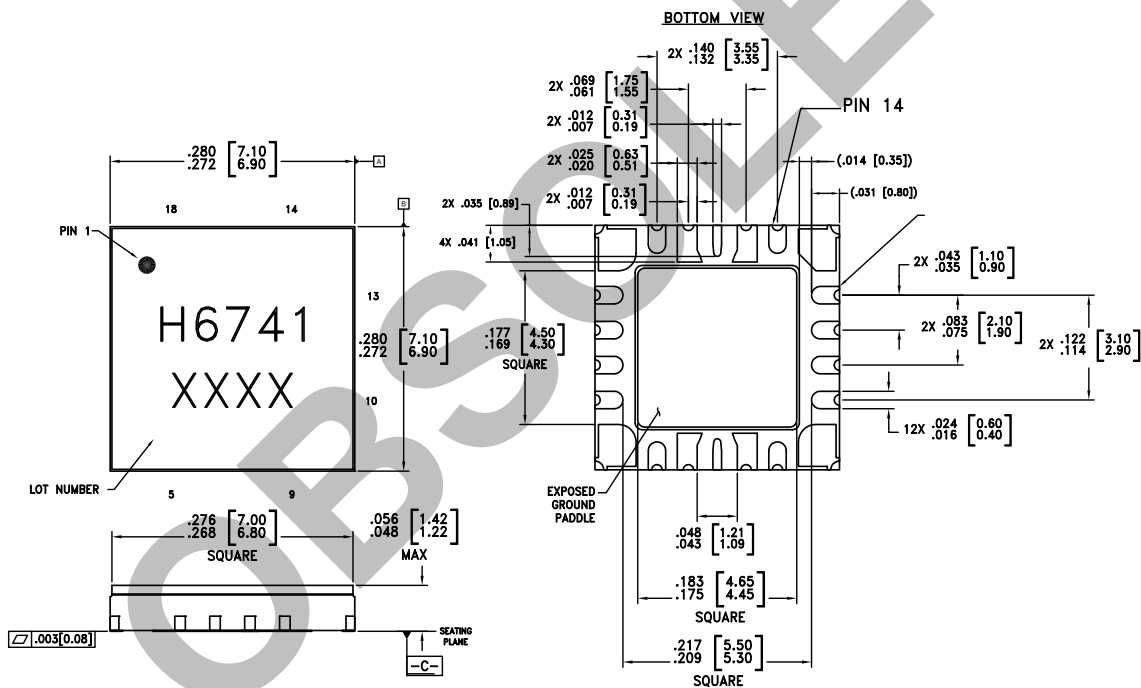 BOTTOM VIEW
2X .140 [3.55]
.132 [3.35]
2X .069 [1.75]
.061 [1.55]
PIN 14
2X .012 [0.31]
.007 [0.19]
2X .025 [0.63]
.020 [0.51]
(.014 [0.35])
2X .012 [0.31]
.007 [0.19]
(.031 [0.80])
2X .035 [0.89]
4X .041 [1.05]
.280 [7.10]
.272 [6.90]
A
B
18
14
PIN 1
H6741
XXXX
13
.280 [7.10]
.272 [6.90]
10
LOT NUMBER
5
9
.177 [4.50]
.169 [4.30]
SQUARE
2X .043 [1.10]
.035 [0.90]
2X .083 [2.10]
.075 [1.90]
2X .122 [3.10]
.114 [2.90]
12X .024 [0.60]
.016 [0.40]
EXPOSED
GROUND
PADDLE
.048 [1.21]
.043 [1.09]
.183 [4.65]
.175 [4.45]
SQUARE
.217 [5.50]
.209 [5.30]
SQUARE
.276 [7.00]
.268 [6.80]
SQUARE
.056 [1.42]
.048 [1.22]
MAX
.003[0.08]
SEATING
PLANE
-C-
OBSOLE